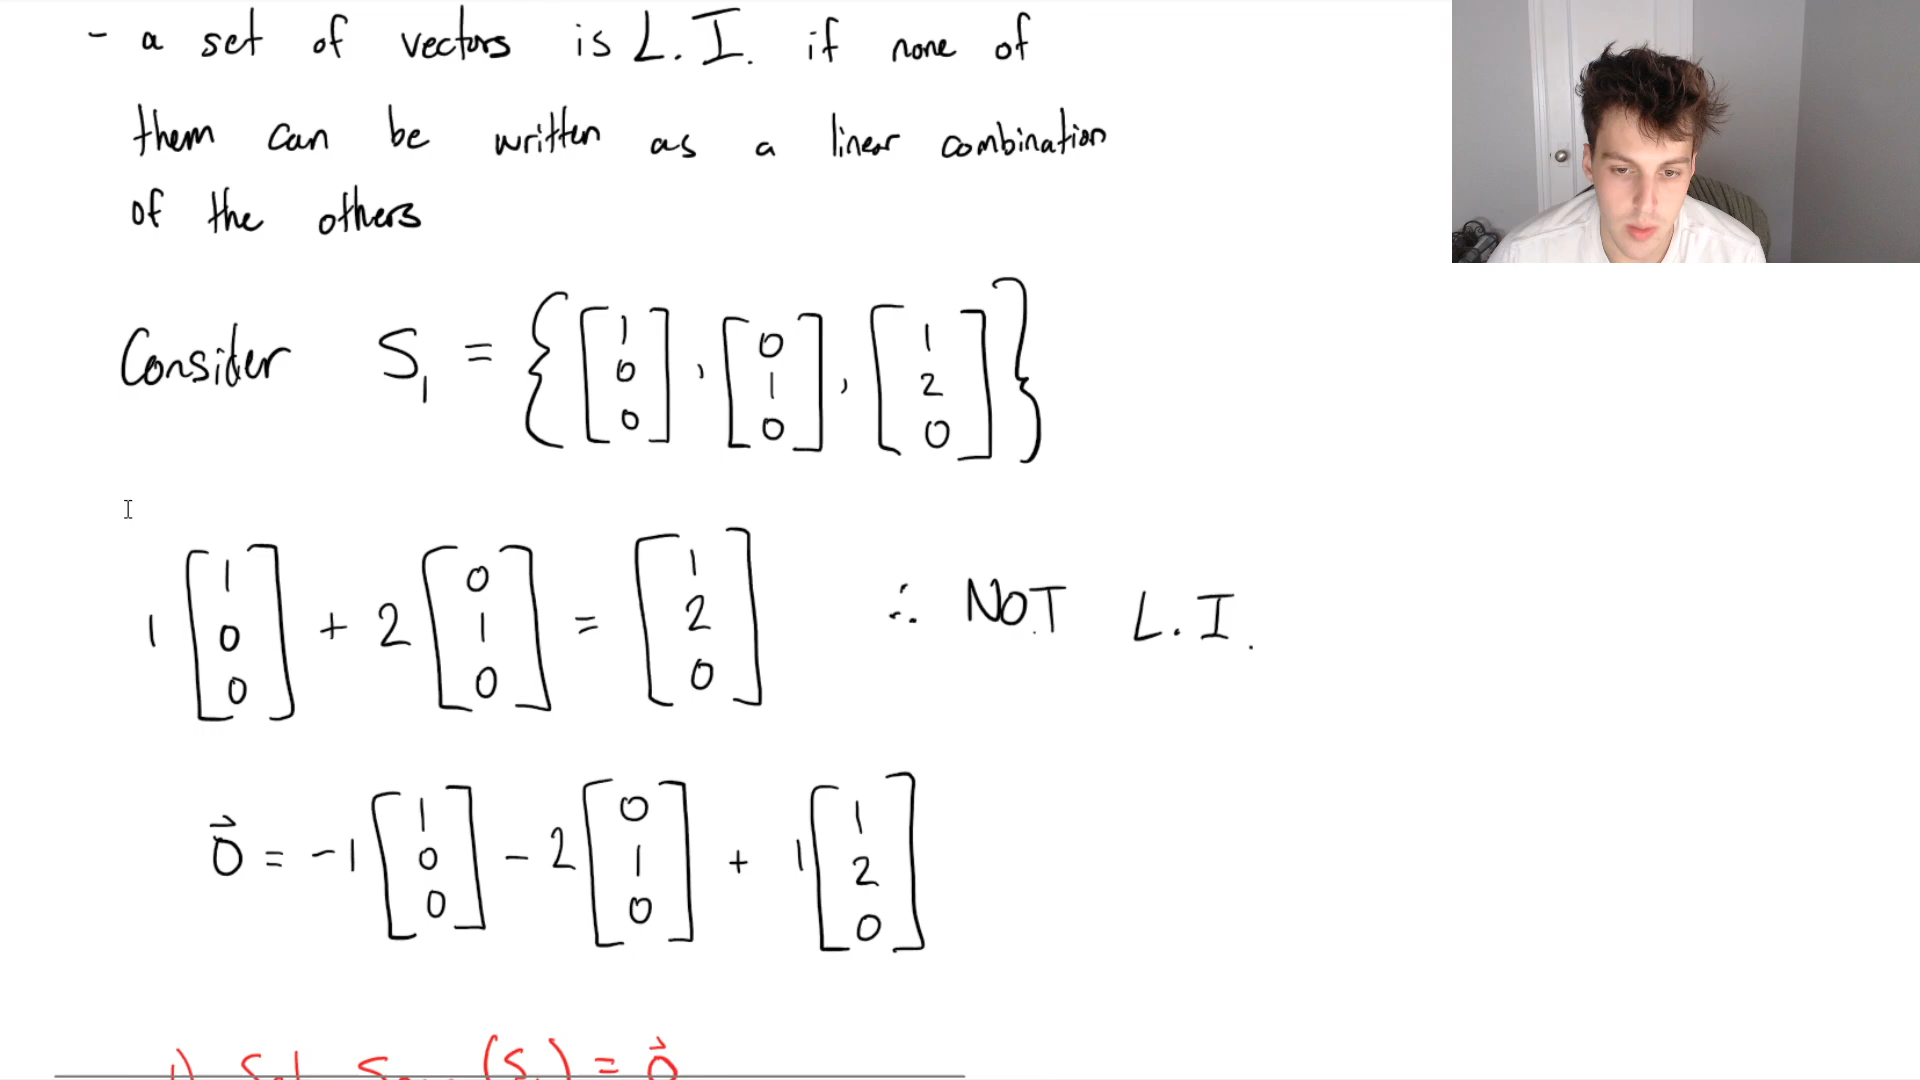 - a set of vectors is L.I. if none of
them can be written as a linear combination
of the others
Consider S₁ = { [1 0 0], [0 1 0], [1 2 0] }
1 [1 0 0] + 2 [0 1 0] = [1 2 0] ∴ NOT L.I.
0⃗ = -1 [1 0 0] - 2 [0 1 0] + 1 [1 2 0]